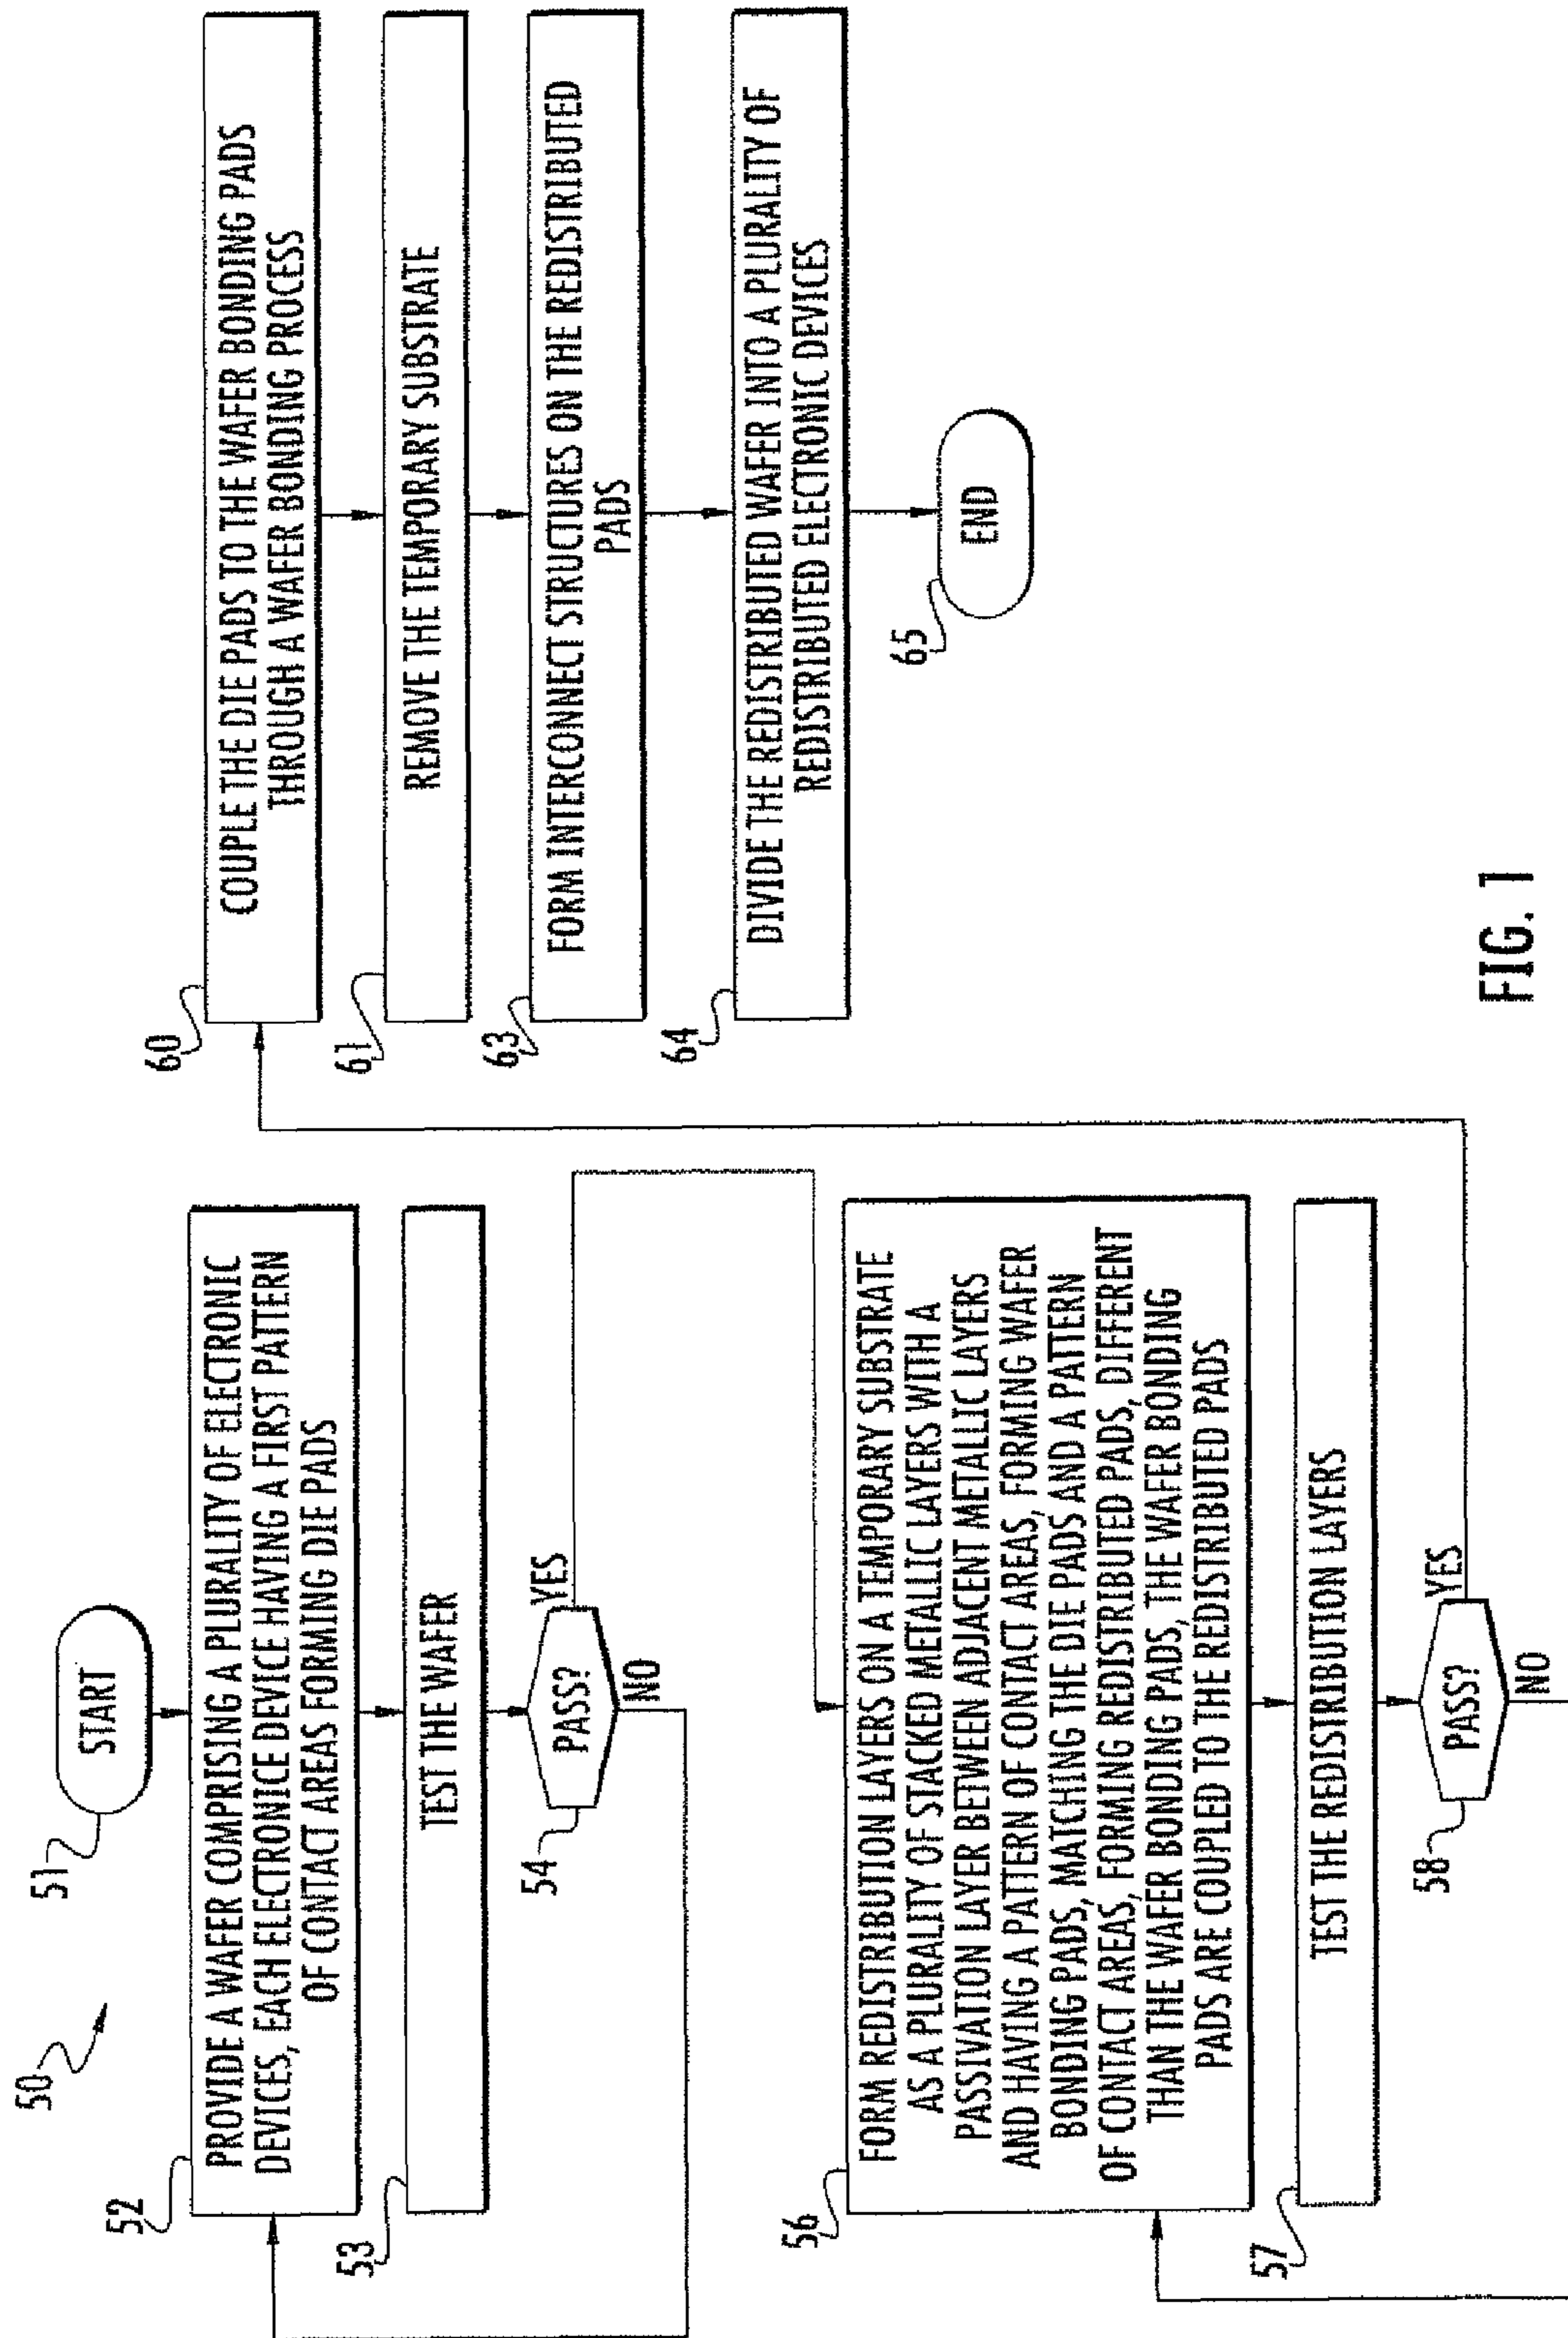 50
51
START
52
PROVIDE A WAFER COMPRISING A PLURALITY OF ELECTRONIC
DEVICES, EACH ELECTRONICE DEVICE HAVING A FIRST PATTERN
OF CONTACT AREAS FORMING DIE PADS
53
TEST THE WAFER
54
PASS?
YES
NO
56
FORM REDISTRIBUTION LAYERS ON A TEMPORARY SUBSTRATE
AS A PLURALITY OF STACKED METALLIC LAYERS WITH A
PASSIVATION LAYER BETWEEN ADJACENT METALLIC LAYERS
AND HAVING A PATTERN OF CONTACT AREAS, FORMING WAFER
BONDING PADS, MATCHING THE DIE PADS AND A PATTERN
OF CONTACT AREAS, FORMING REDISTRIBUTED PADS, DIFFERENT
THAN THE WAFER BONDING PADS, THE WAFER BONDING
PADS ARE COUPLED TO THE REDISTRIBUTED PADS
57
TEST THE REDISTRIBUTION LAYERS
58
PASS?
YES
NO
60
COUPLE THE DIE PADS TO THE WAFER BONDING PADS
THROUGH A WAFER BONDING PROCESS
61
REMOVE THE TEMPORARY SUBSTRATE
63
FORM INTERCONNECT STRUCTURES ON THE REDISTRIBUTED
PADS
64
DIVIDE THE REDISTRIBUTED WAFER INTO A PLURALITY OF
REDISTRIBUTED ELECTRONIC DEVICES
65
END
FIG. 1